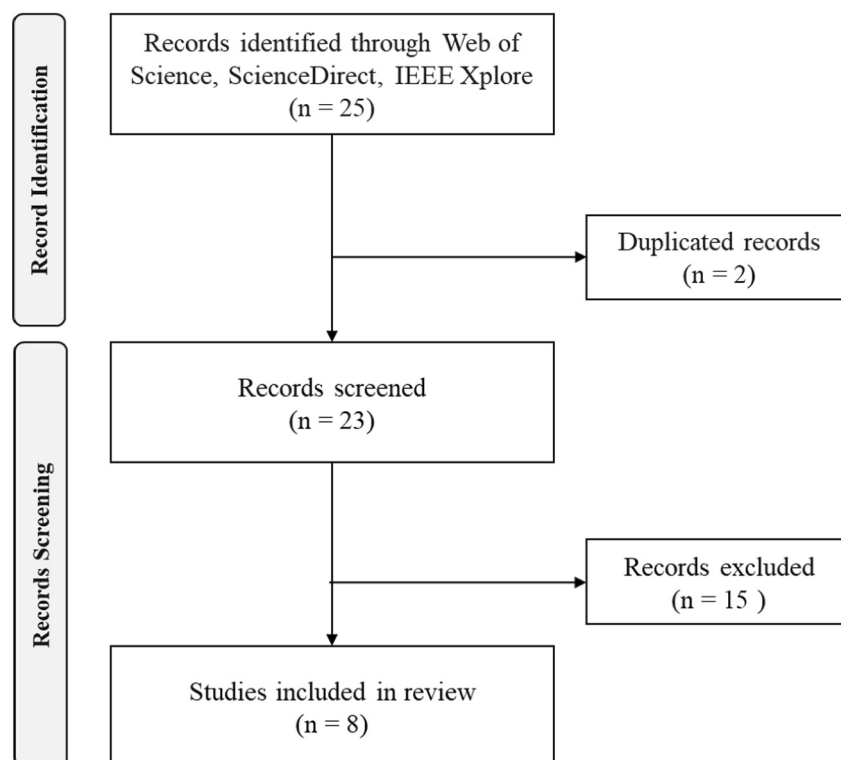 Record Identification
Records identified through Web of
Science, ScienceDirect, IEEE Xplore
(n = 25)
Duplicated records
(n = 2)
Records Screening
Records screened
(n = 23)
Records excluded
(n = 15 )
Studies included in review
(n = 8)